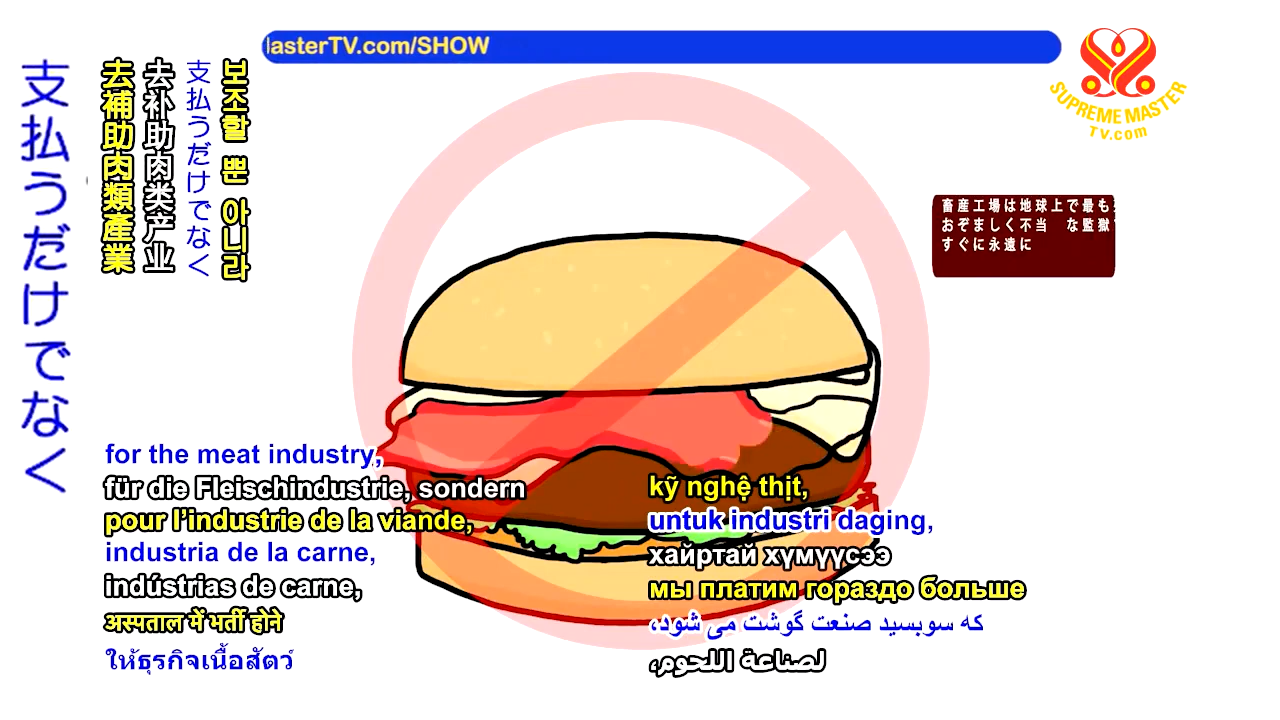 asterTV.com/SHOW
SUPREME MASTER
TV.com
支払うだけでなく
去補助肉類產業
去补助肉类产业
支払うだけでなく
보조할 뿐 아니라
畜産工場は地球上で最も
おぞましく不当 な監獄
すぐに永遠に
for the meat industry,
für die Fleischindustrie, sondern
pour l’industrie de la viande,
industria de la carne,
indústrias de carne,
अस्पताल में भर्ती होने
ให้ธุรกิจเนื้อสัตว์
kỹ nghệ thịt,
untuk industri daging,
хайртай хүмүүсээ
мы платим гораздо больше
که سوبسید صنعت گوشت می شود،
لصناعة اللحوم،